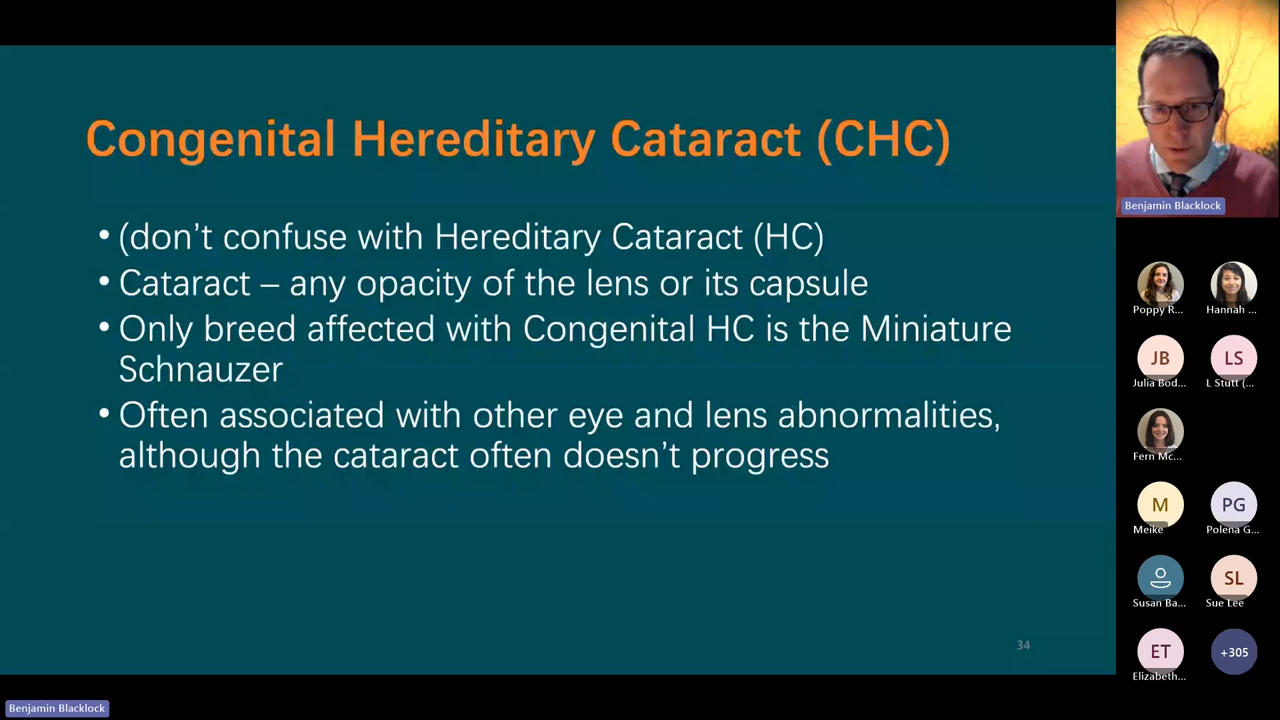 Congenital Hereditary Cataract (CHC)
• (don't confuse with Hereditary Cataract (HC)
• Cataract – any opacity of the lens or its capsule
• Only breed affected with Congenital HC is the Miniature
Schnauzer
• Often associated with other eye and lens abnormalities,
although the cataract often doesn't progress
34
Benjamin Blacklock
Poppy R...
Hannah ...
JB
LS
Julia Bod...
L Stutt (...
Fern Mc...
M
PG
Meike
Polena G...
SL
Susan Ba...
Sue Lee
ET
+305
Elizabeth...
Benjamin Blacklock